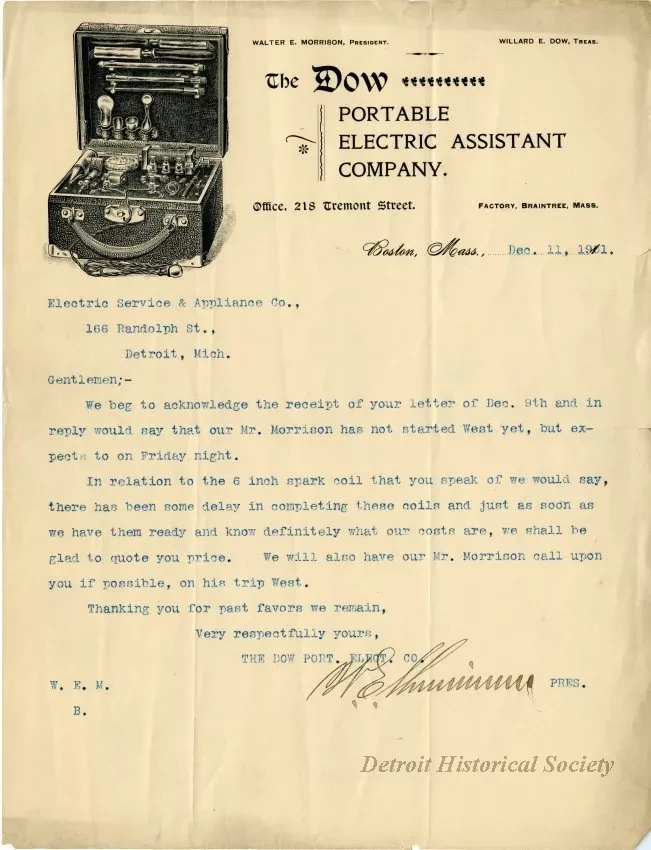 WALTER E. MORRISON, PRESIDENT. WILLARD E. DOW, TREAS.
The Dow
PORTABLE
ELECTRIC ASSISTANT
COMPANY.
Office, 218 Tremont Street. FACTORY, BRAINTREE, MASS.
Boston, Mass., Dec. 11, 1901.
Electric Service & Appliance Co.,
166 Randolph St.,
Detroit, Mich.
Gentlemen;-
We beg to acknowledge the receipt of your letter of Dec. 9th and in
reply would say that our Mr. Morrison has not started West yet, but ex-
pects to on Friday night.
In relation to the 6 inch spark coil that you speak of we would say,
there has been some delay in completing these coils and just as soon as
we have them ready and know definitely what our costs are, we shall be
glad to quote you price. We will also have our Mr. Morrison call upon
you if possible, on his trip West.
Thanking you for past favors we remain,
Very respectfully yours,
THE DOW PORT. ELECT. CO.
W E Morrison PRES.
W. E. M.
B.
Detroit Historical Society